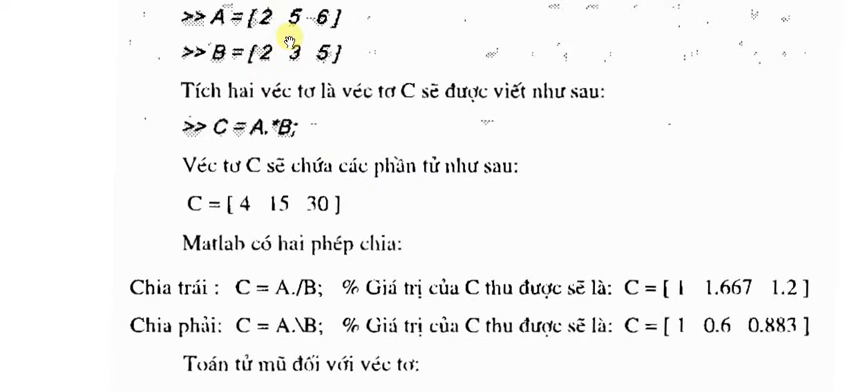 >> A = [2 5 6]
>> B = [2 3 5]
Tích hai véc tơ là véc tơ C sẽ được viết như sau:
>> C = A.*B;
Véc tơ C sẽ chứa các phần tử như sau:
C = [ 4 15 30 ]
Matlab có hai phép chia:
Chia trái : C = A./B; % Giá trị của C thu được sẽ là: C = [ 1 1.667 1.2 ]
Chia phải: C = A.\B; % Giá trị của C thu được sẽ là: C = [ 1 0.6 0.883 ]
Toán tử mũ đối với véc tơ: